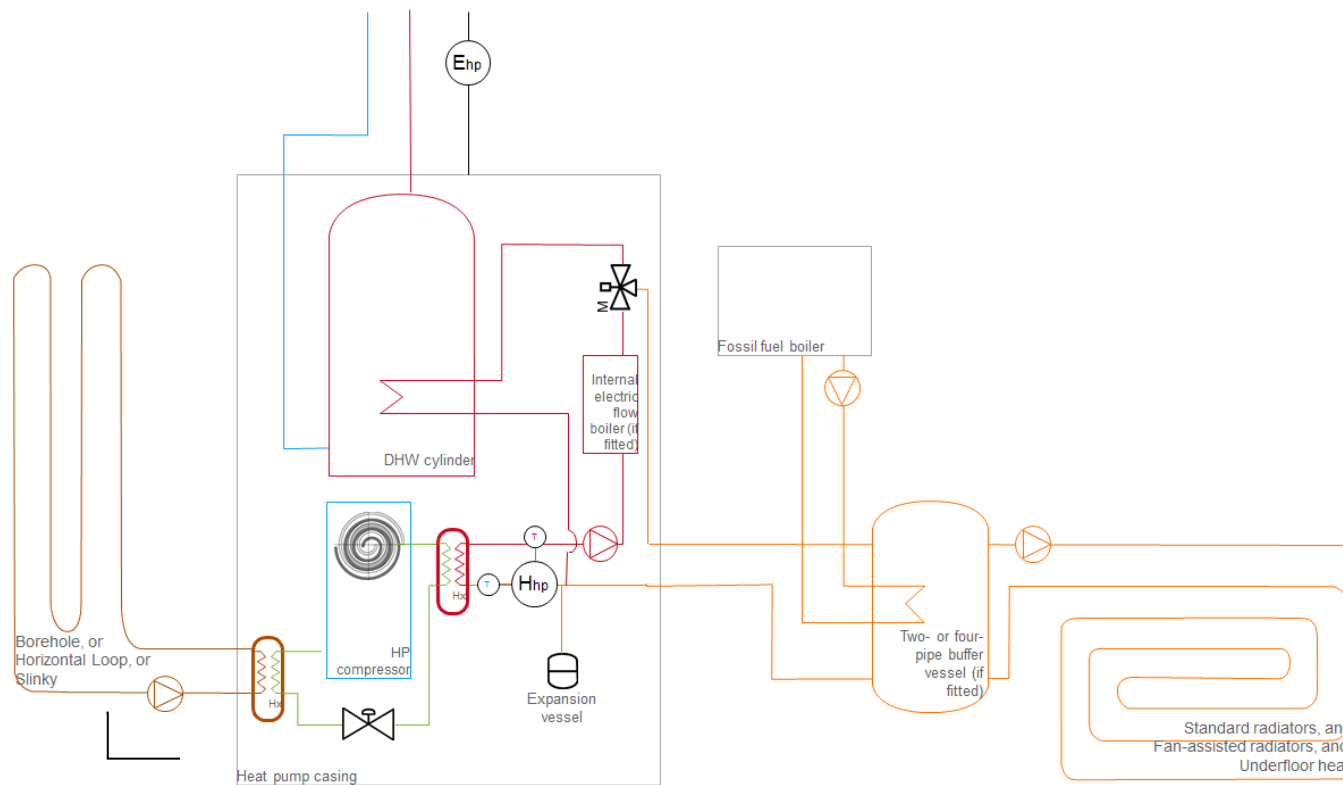 Ehp
M
Fossil fuel boiler
Internal
electric
flow
boiler (if
fitted)
DHW cylinder
T
T
Hhp
Hx
Borehole, or
Horizontal Loop, or
Slinky
HP
compressor
Hx
Two- or four-
pipe buffer
vessel (if
fitted)
Expansion
vessel
Standard radiators, an
Fan-assisted radiators, and
Underfloor hea
Heat pump casing